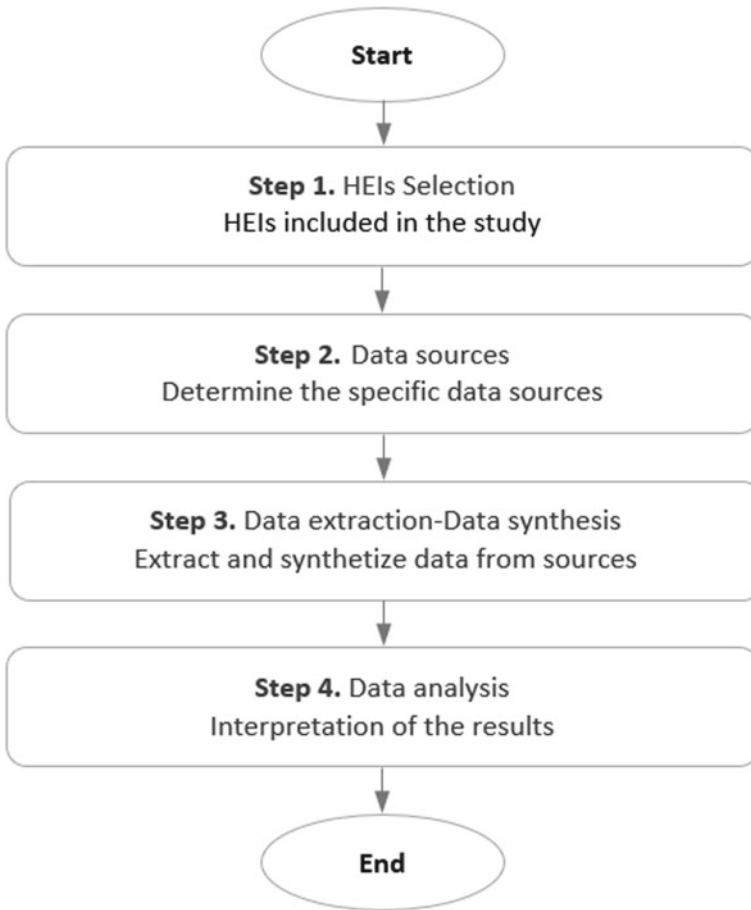 Start
Step 1. HEIs Selection
HEIs included in the study
Step 2. Data sources
Determine the specific data sources
Step 3. Data extraction-Data synthesis
Extract and synthetize data from sources
Step 4. Data analysis
Interpretation of the results
End